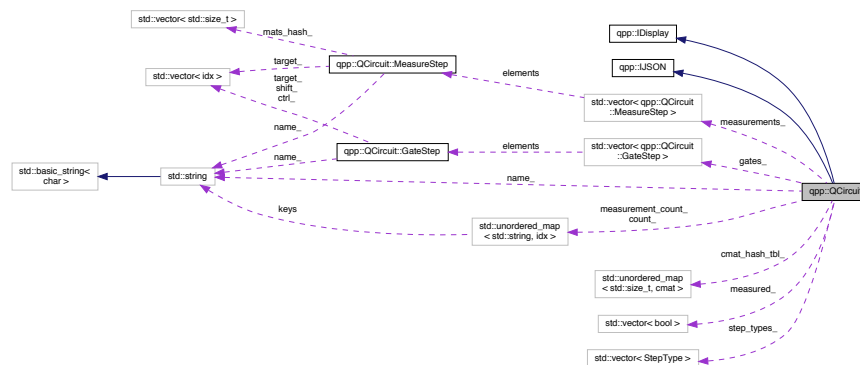 std::vector< std::size_t >
mats_hash_
qpp::IDisplay
target_
qpp::QCircuit::MeasureStep
std::vector< idx >
target_
shift_
ctrl_
qpp::IJSON
elements
std::vector< qpp::QCircuit
::MeasureStep >
measurements_
name_
qpp::QCircuit::GateStep
name_
elements
std::vector< qpp::QCircuit
::GateStep >
gates_
std::basic_string<
char >
std::string
name_
qpp::QCircuit
keys
std::unordered_map
< std::string, idx >
measurement_count_
count_
cmat_hash_tbl_
std::unordered_map
< std::size_t, cmat >
measured_
std::vector< bool >
step_types_
std::vector< StepType >